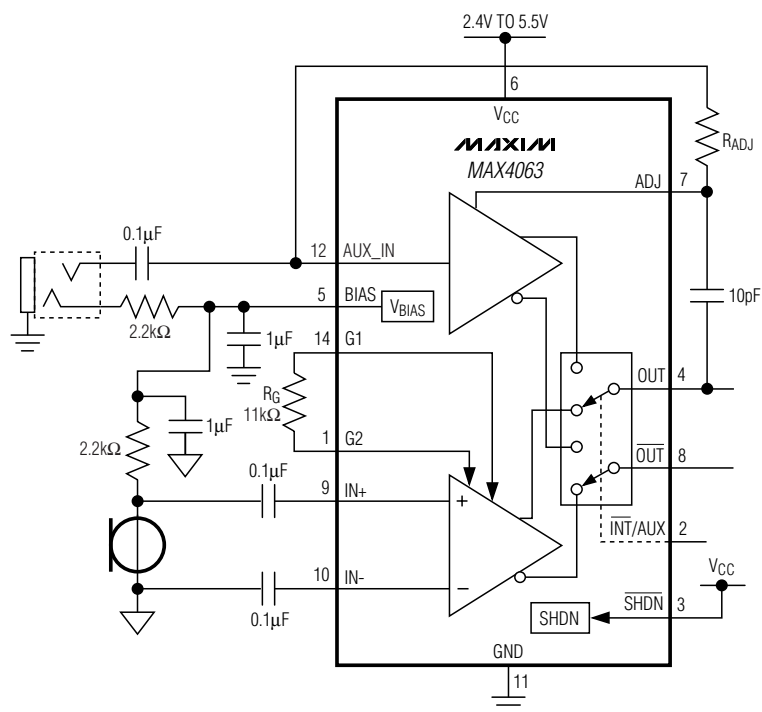 2.4V TO 5.5V
6
VCC
MAXIM
MAX4063
RADJ
ADJ
7
0.1µF
12
AUX_IN
5
BIAS
VBIAS
10pF
2.2kΩ
1µF
14
G1
RG
11kΩ
OUT
4
1µF
1
G2
2.2kΩ
0.1µF
OUT
8
9
IN+
+
INT/AUX
2
VCC
10
IN-
−
SHDN
3
0.1µF
SHDN
GND
11